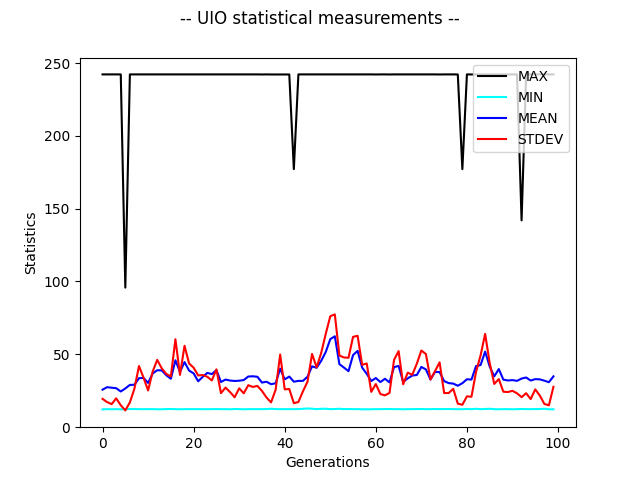 -- UIO statistical measurements --
250
200
150
100
50
0
Statistics
0
20
40
60
80
100
Generations
MAX
MIN
MEAN
STDEV